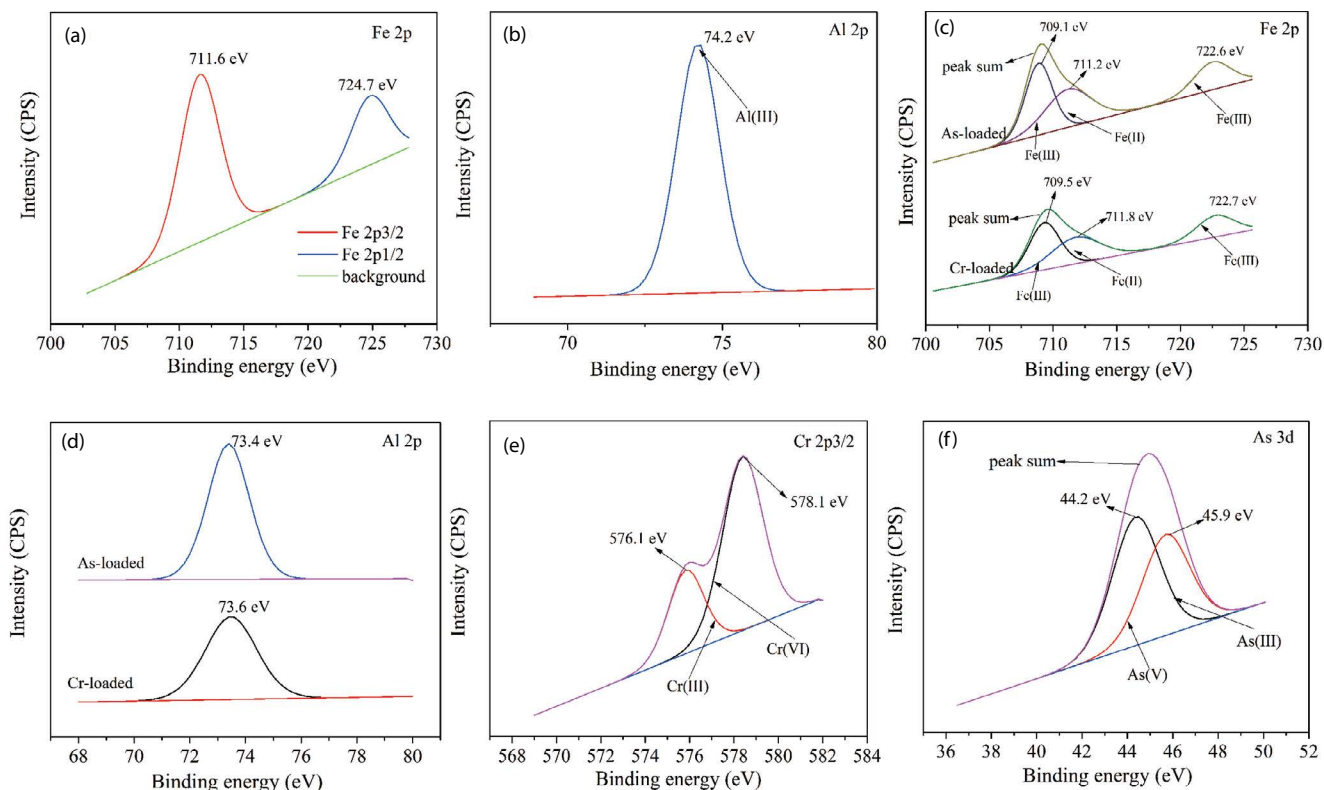 (a)
Fe 2p
711.6 eV
724.7 eV
Fe 2p3/2
Fe 2p1/2
background
Intensity (CPS)
700 705 710 715 720 725 730
Binding energy (eV)
(b)
Al 2p
74.2 eV
Al(III)
Intensity (CPS)
70 75 80
Binding energy (eV)
(c)
Fe 2p
709.1 eV
711.2 eV
722.6 eV
peak sum
As-loaded
Fe(III)
Fe(II)
Fe(III)
709.5 eV
711.8 eV
722.7 eV
peak sum
Cr-loaded
Fe(III)
Fe(II)
Fe(III)
Intensity (CPS)
700 705 710 715 720 725 730
Binding energy (eV)
(d)
Al 2p
73.4 eV
As-loaded
73.6 eV
Cr-loaded
Intensity (CPS)
68 70 72 74 76 78 80
Binding energy (eV)
(e)
Cr 2p3/2
578.1 eV
576.1 eV
Cr(VI)
Cr(III)
Intensity (CPS)
568 570 572 574 576 578 580 582 584
Binding energy (eV)
(f)
As 3d
peak sum
44.2 eV
45.9 eV
As(III)
As(V)
Intensity (CPS)
36 38 40 42 44 46 48 50 52
Binding energy (eV)